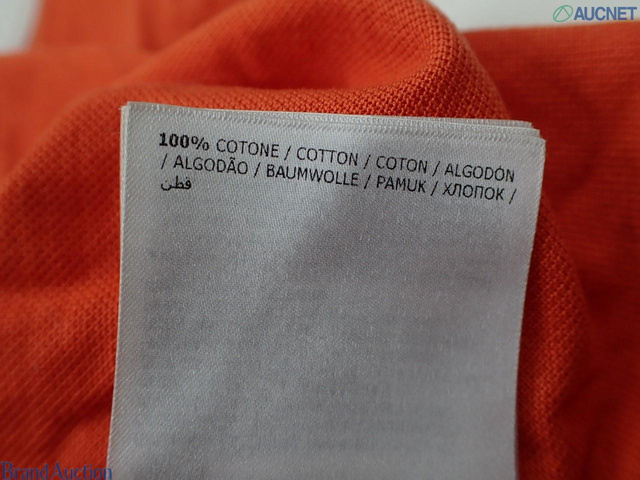 AUCNET
100% COTONE / COTTON / COTON / ALGODÓN
/ ALGODÃO / BAUMWOLLE / PAMUK / ХЛОПОК /
قطن
Brand Auction